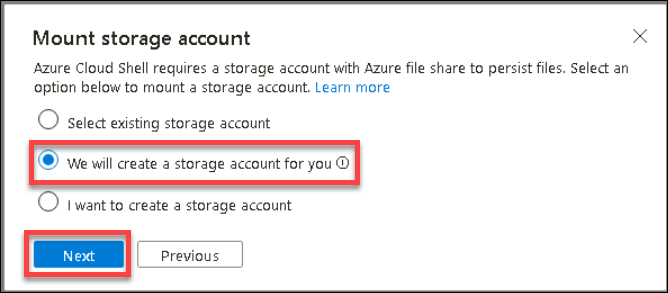 Mount storage account
Azure Cloud Shell requires a storage account with Azure file share to persist files. Select an
option below to mount a storage account. Learn more
Select existing storage account
We will create a storage account for you
I want to create a storage account
Next Previous